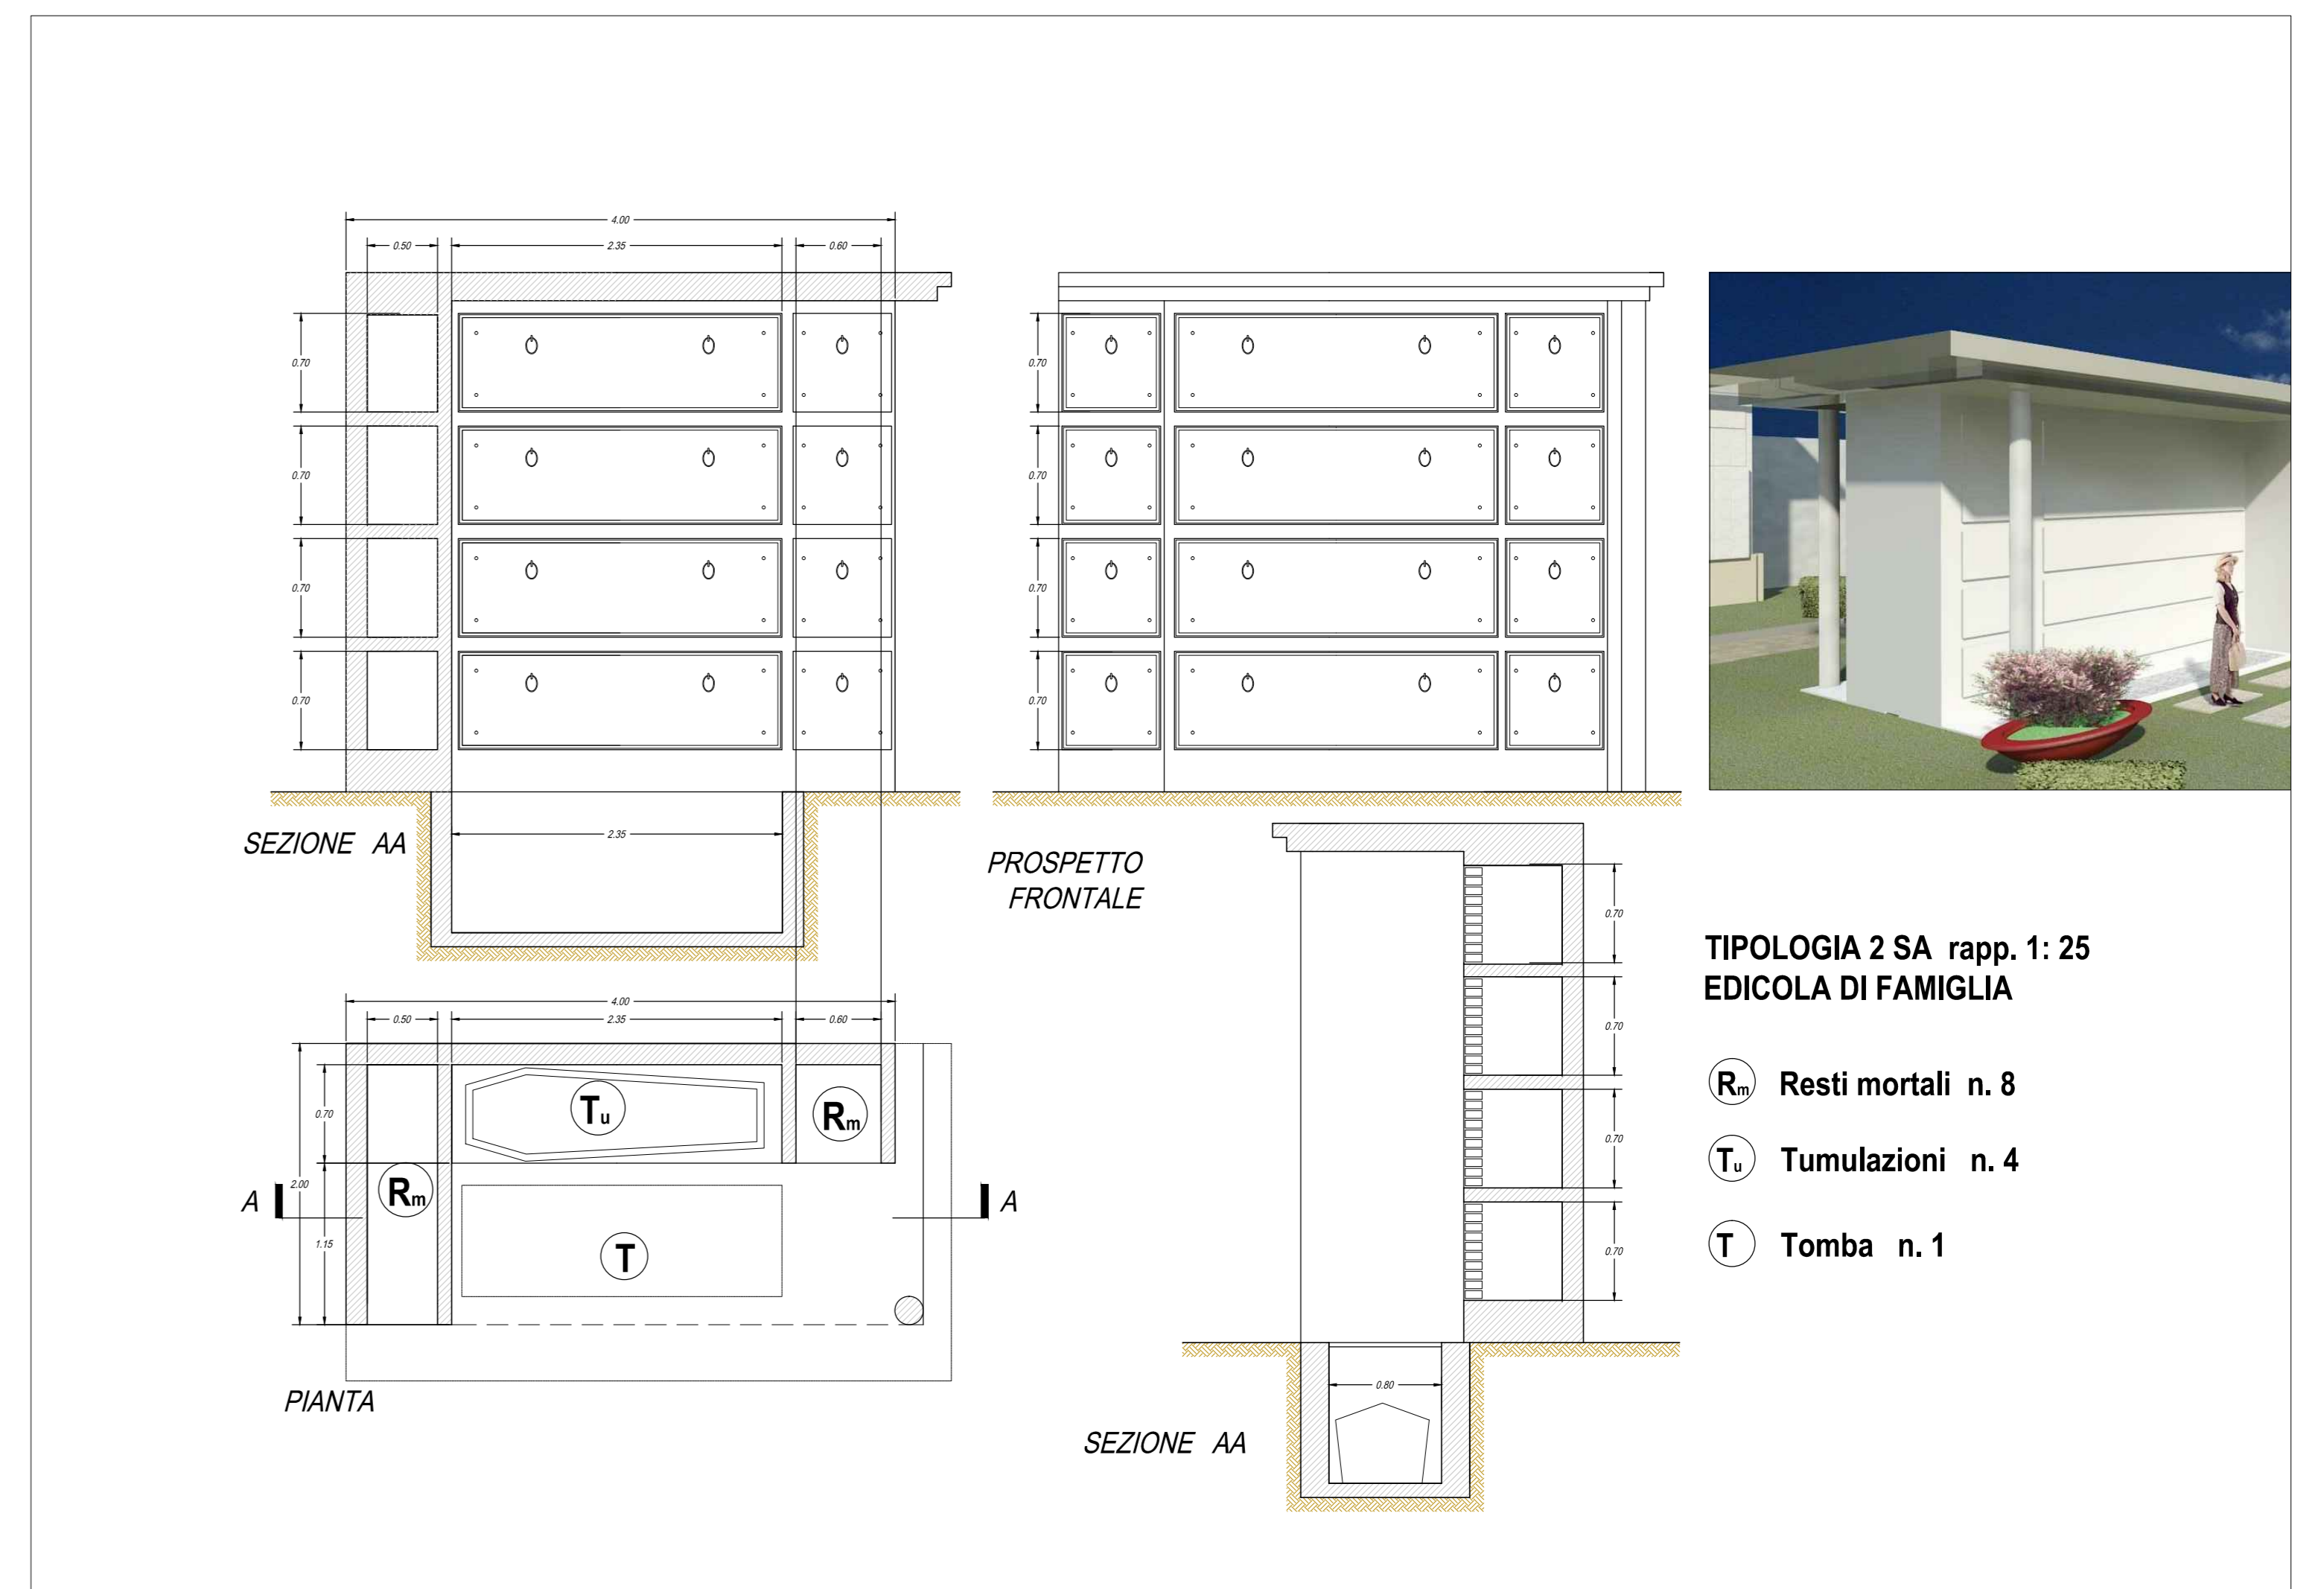 4.00
0.50
2.35
0.60
0.70
0.70
0.70
0.70
2.35
SEZIONE AA
0.70
0.70
0.70
0.70
PROSPETTO
FRONTALE
4.00
0.50
2.35
0.60
0.70
2.00
1.15
Tu
Rm
Rm
T
A
A
PIANTA
0.70
0.70
0.70
0.70
0.80
SEZIONE AA
TIPOLOGIA 2 SA rapp. 1: 25
EDICOLA DI FAMIGLIA
Rm Resti mortali n. 8
Tu Tumulazioni n. 4
T Tomba n. 1